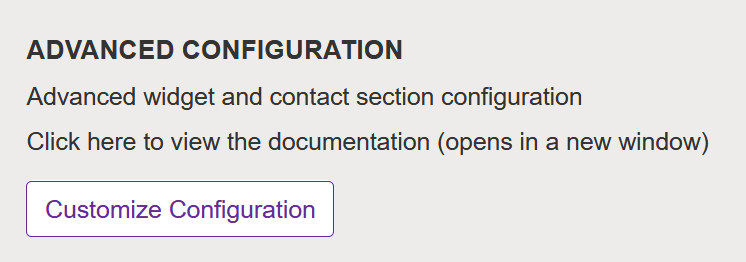 ADVANCED CONFIGURATION
Advanced widget and contact section configuration
Click here to view the documentation (opens in a new window)
Customize Configuration